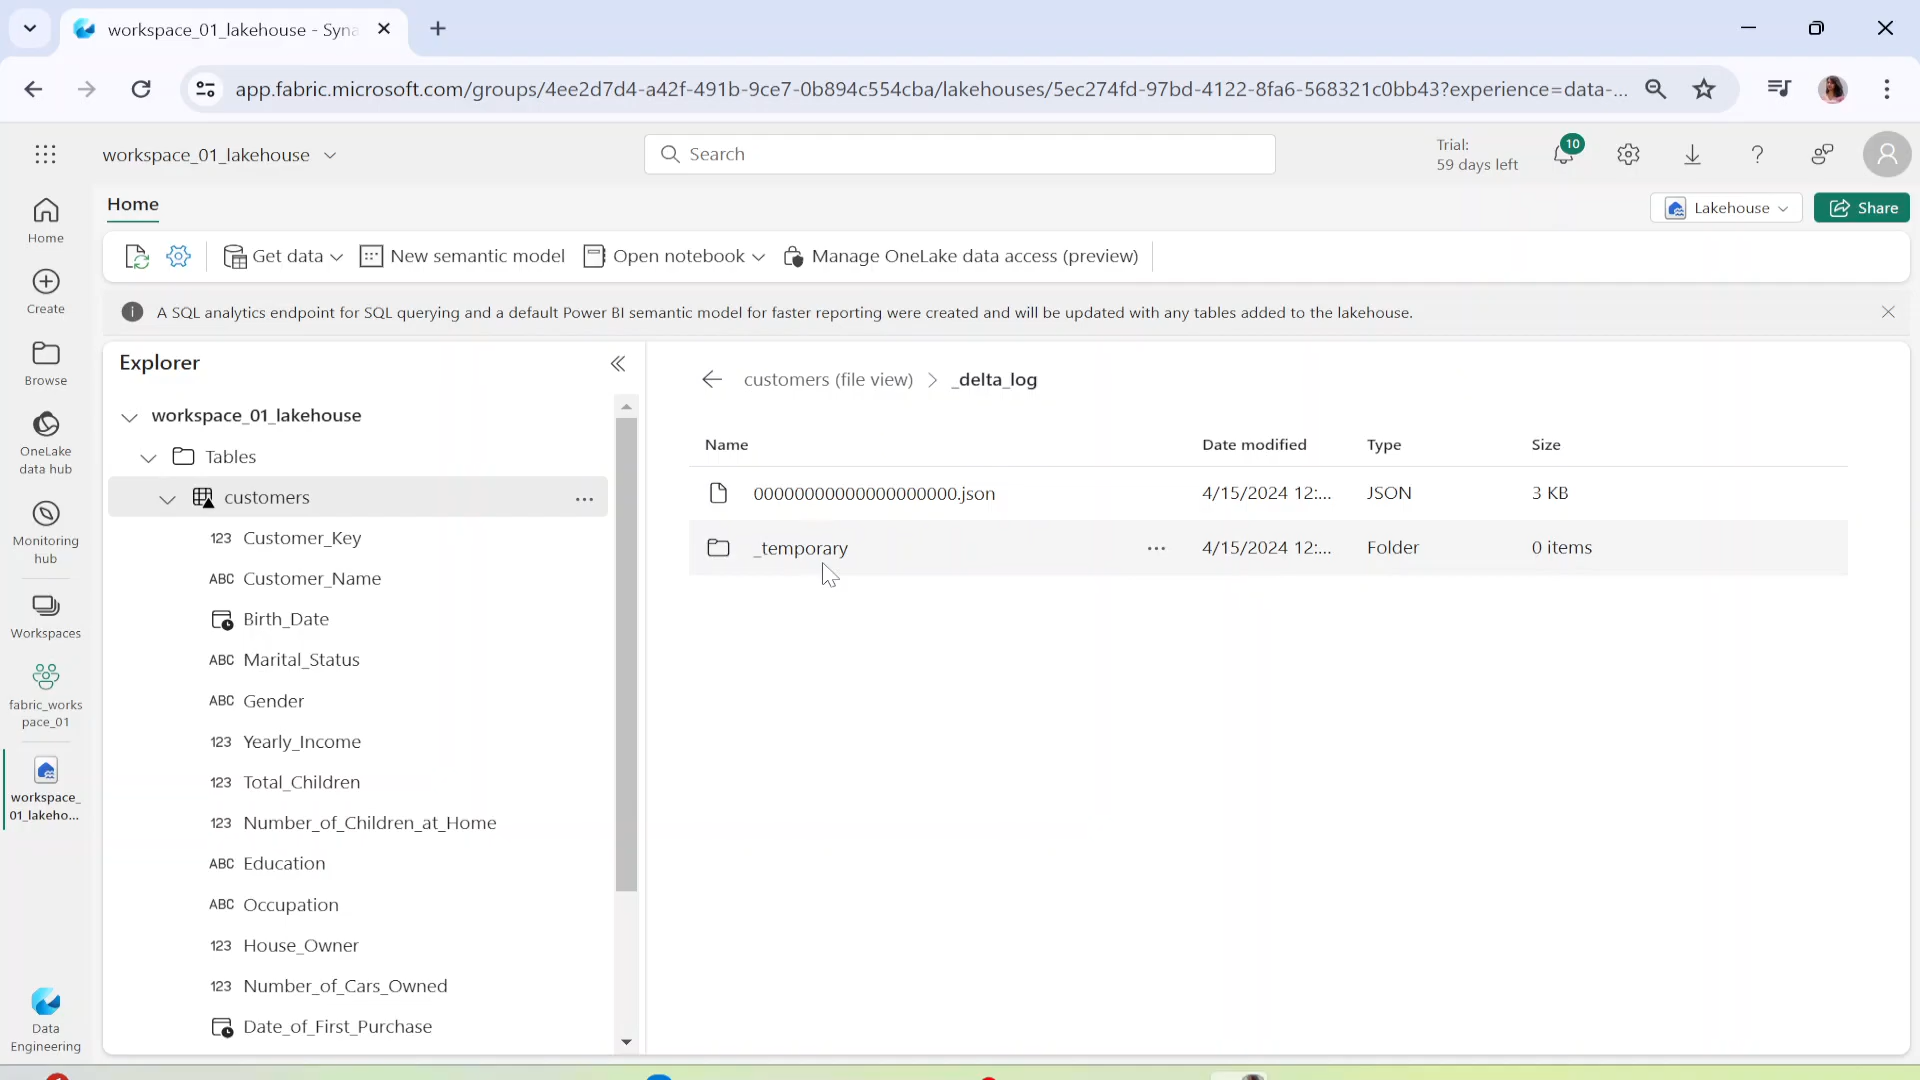 workspace_01_lakehouse - Syna
app.fabric.microsoft.com/groups/4ee2d7d4-a42f-491b-9ce7-0b894c554cba/lakehouses/5ec274fd-97bd-4122-8fa6-568321c0bb43?experience=data-...
workspace_01_lakehouse
Search
Trial:
59 days left
10
Home
Lakehouse
Share
Get data
New semantic model
Open notebook
Manage OneLake data access (preview)
A SQL analytics endpoint for SQL querying and a default Power BI semantic model for faster reporting were created and will be updated with any tables added to the lakehouse.
Home
Create
Browse
OneLake
data hub
Monitoring
hub
Workspaces
fabric_works
pace_01
workspace_
01_lakeho...
Data
Engineering
Explorer
workspace_01_lakehouse
Tables
customers
123 Customer_Key
ABC Customer_Name
Birth_Date
ABC Marital_Status
ABC Gender
123 Yearly_Income
123 Total_Children
123 Number_of_Children_at_Home
ABC Education
ABC Occupation
123 House_Owner
123 Number_of_Cars_Owned
Date_of_First_Purchase
customers (file view) > _delta_log
Name Date modified Type Size
00000000000000000000.json 4/15/2024 12:... JSON 3 KB
_temporary ... 4/15/2024 12:... Folder 0 items